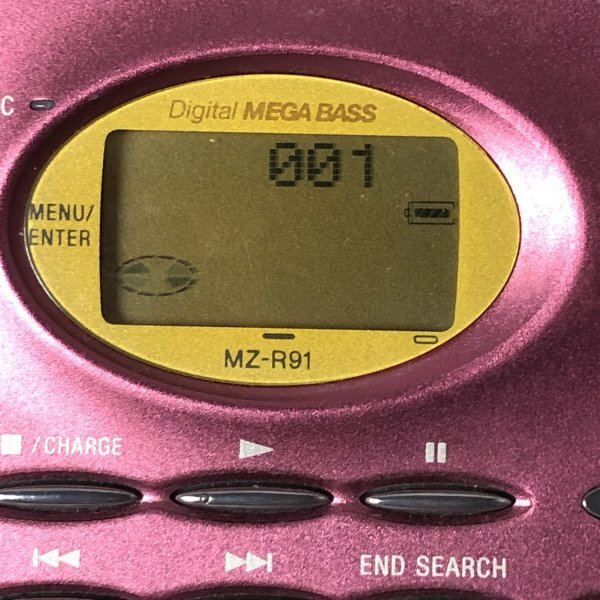 Digital MEGA BASS
001
C
MENU/
ENTER
MZ-R91
/CHARGE
END SEARCH